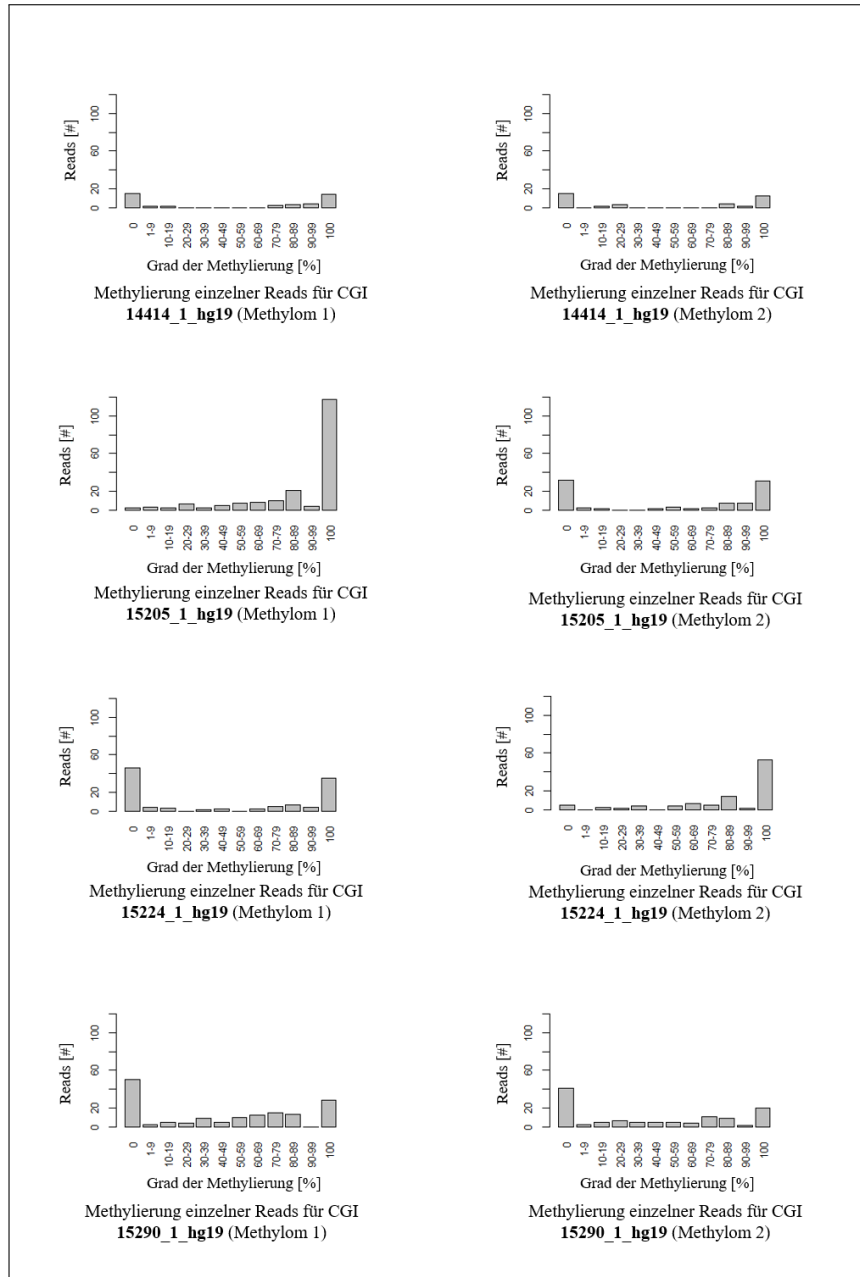 Reads [#]
0 20 60 100
0 1-9 10-19 20-29 30-39 40-49 50-59 60-69 70-79 80-89 90-99 100
Grad der Methylierung [%]
Methylierung einzelner Reads für CGI
14414_1_hg19 (Methylom 1)
Reads [#]
0 20 60 100
0 1-9 10-19 20-29 30-39 40-49 50-59 60-69 70-79 80-89 90-99 100
Grad der Methylierung [%]
Methylierung einzelner Reads für CGI
14414_1_hg19 (Methylom 2)
Reads [#]
0 20 60 100
0 1-9 10-19 20-29 30-39 40-49 50-59 60-69 70-79 80-89 90-99 100
Grad der Methylierung [%]
Methylierung einzelner Reads für CGI
15205_1_hg19 (Methylom 1)
Reads [#]
0 20 60 100
0 1-9 10-19 20-29 30-39 40-49 50-59 60-69 70-79 80-89 90-99 100
Grad der Methylierung [%]
Methylierung einzelner Reads für CGI
15205_1_hg19 (Methylom 2)
Reads [#]
0 20 60 100
0 1-9 10-19 20-29 30-39 40-49 50-59 60-69 70-79 80-89 90-99 100
Grad der Methylierung [%]
Methylierung einzelner Reads für CGI
15224_1_hg19 (Methylom 1)
Reads [#]
0 20 60 100
0 1-9 10-19 20-29 30-39 40-49 50-59 60-69 70-79 80-89 90-99 100
Grad der Methylierung [%]
Methylierung einzelner Reads für CGI
15224_1_hg19 (Methylom 2)
Reads [#]
0 20 60 100
0 1-9 10-19 20-29 30-39 40-49 50-59 60-69 70-79 80-89 90-99 100
Grad der Methylierung [%]
Methylierung einzelner Reads für CGI
15290_1_hg19 (Methylom 1)
Reads [#]
0 20 60 100
0 1-9 10-19 20-29 30-39 40-49 50-59 60-69 70-79 80-89 90-99 100
Grad der Methylierung [%]
Methylierung einzelner Reads für CGI
15290_1_hg19 (Methylom 2)